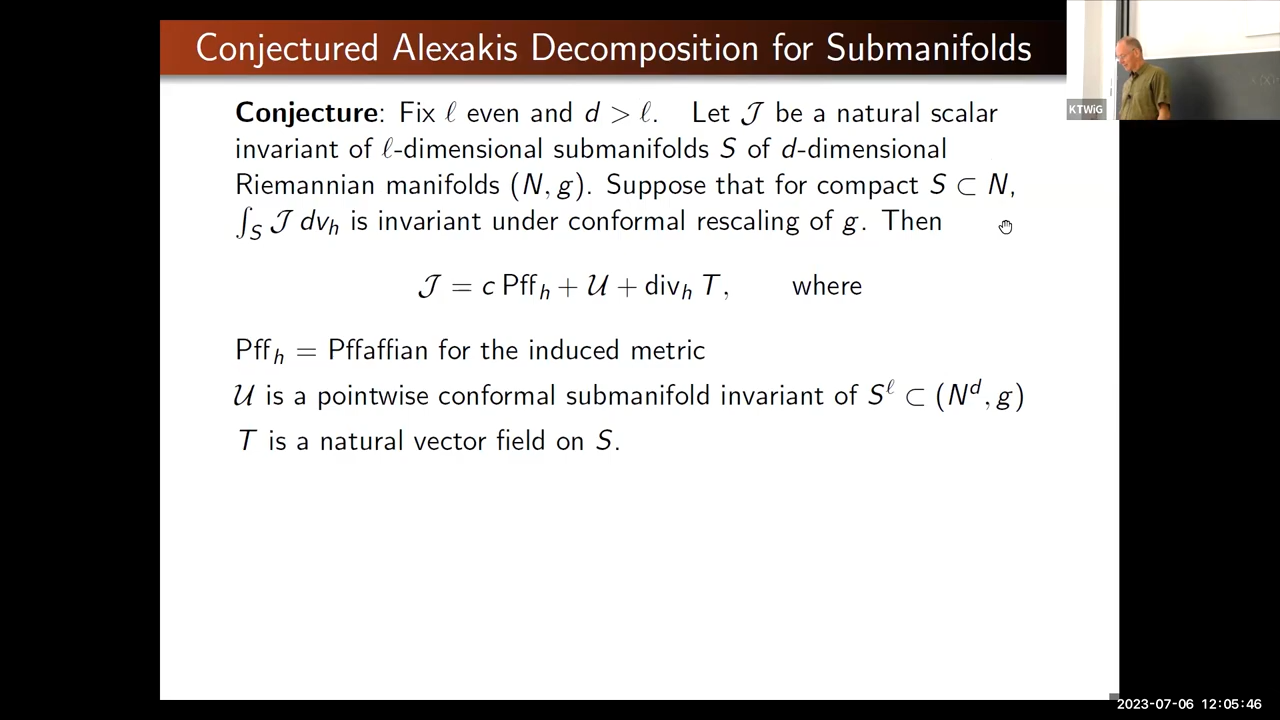 Conjectured Alexakis Decomposition for Submanifolds
KTWiG
Conjecture: Fix ℓ even and d > ℓ. Let 𝒥 be a natural scalar
invariant of ℓ-dimensional submanifolds S of d-dimensional
Riemannian manifolds (N, g). Suppose that for compact S ⊂ N,
∫_S 𝒥 dv_h is invariant under conformal rescaling of g. Then
𝒥 = c Pff_h + 𝒰 + div_h T, where
Pff_h = Pffaffian for the induced metric
𝒰 is a pointwise conformal submanifold invariant of S^ℓ ⊂ (N^d, g)
T is a natural vector field on S.
2023-07-06 12:05:46